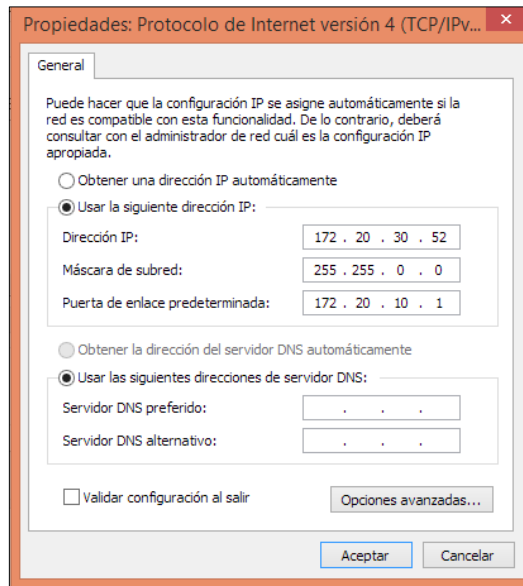 Propiedades: Protocolo de Internet versión 4 (TCP/IPv...
General
Puede hacer que la configuración IP se asigne automáticamente si la
red es compatible con esta funcionalidad. De lo contrario, deberá
consultar con el administrador de red cuál es la configuración IP
apropiada.
Obtener una dirección IP automáticamente
Usar la siguiente dirección IP:
Dirección IP: 172 . 20 . 30 . 52
Máscara de subred: 255 . 255 . 0 . 0
Puerta de enlace predeterminada: 172 . 20 . 10 . 1
Obtener la dirección del servidor DNS automáticamente
Usar las siguientes direcciones de servidor DNS:
Servidor DNS preferido: . . .
Servidor DNS alternativo: . . .
Validar configuración al salir Opciones avanzadas...
Aceptar Cancelar